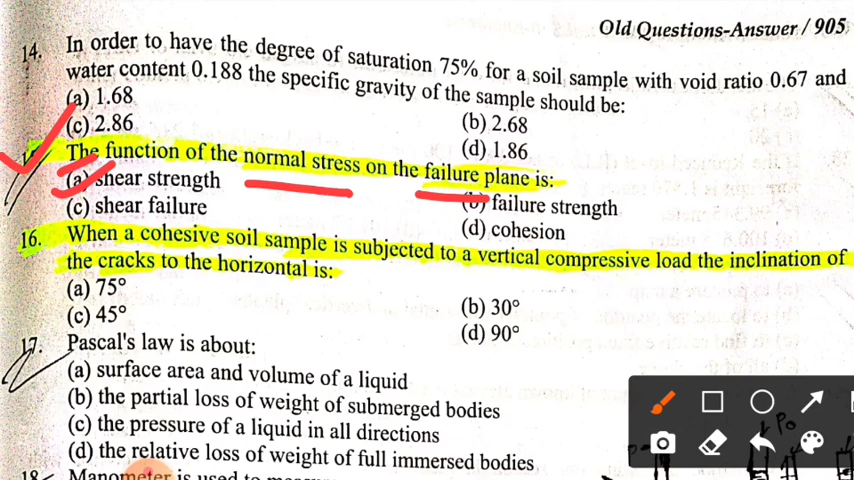 Old Questions-Answer / 905
14. In order to have the degree of saturation 75% for a soil sample with void ratio 0.67 and
water content 0.188 the specific gravity of the sample should be:
(a) 1.68
(b) 2.68
(c) 2.86
(d) 1.86
The function of the normal stress on the failure plane is:
(a) shear strength
(b) failure strength
(c) shear failure
(d) cohesion
16. When a cohesive soil sample is subjected to a vertical compressive load the inclination of
the cracks to the horizontal is:
(a) 75°
(b) 30°
(c) 45°
(d) 90°
17. Pascal's law is about:
(a) surface area and volume of a liquid
(b) the partial loss of weight of submerged bodies
(c) the pressure of a liquid in all directions
(d) the relative loss of weight of full immersed bodies
18. Manometer is used to